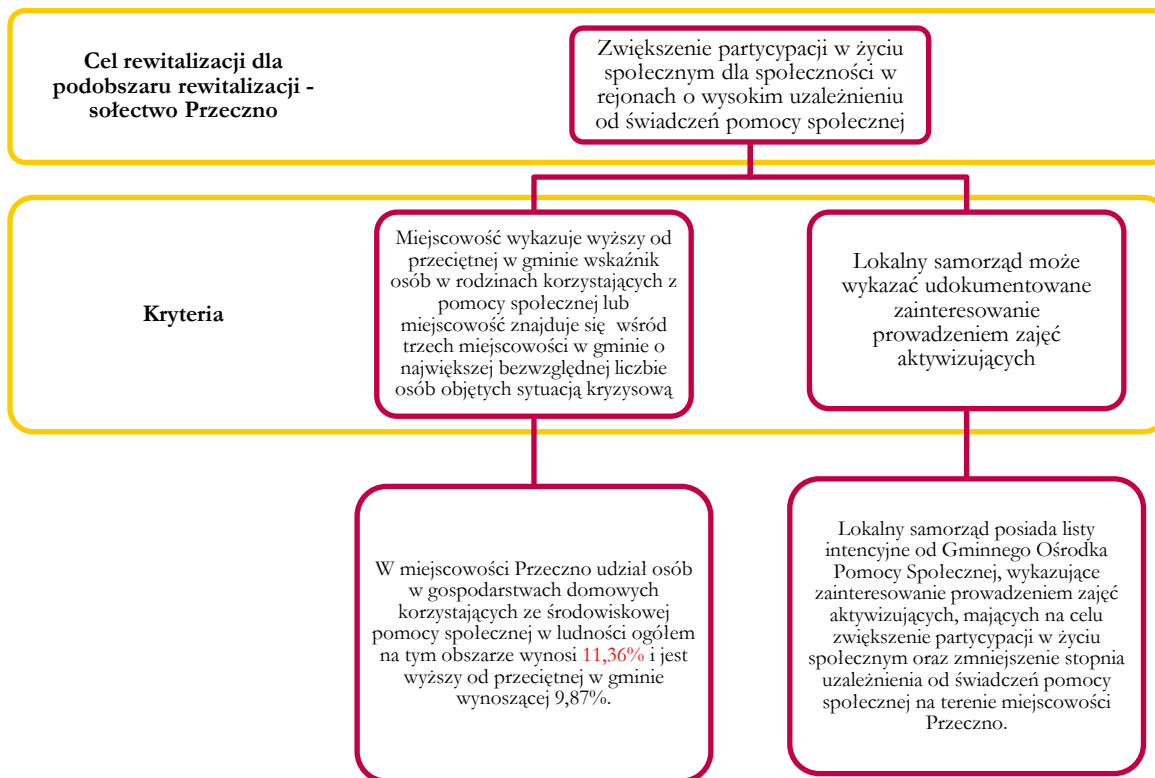 Cel rewitalizacji dla
podobszaru rewitalizacji -
sołectwo Przeczno
Zwiększenie partycypacji w życiu
społecznym dla społeczności w
rejonach o wysokim uzależnieniu
od świadczeń pomocy społecznej
Kryteria
Miejscowość wykazuje wyższy od
przeciętnej w gminie wskaźnik
osób w rodzinach korzystających z
pomocy społecznej lub
miejscowość znajduje się wśród
trzech miejscowości w gminie o
największej bezwzględnej liczbie
osób objętych sytuacją kryzysową
Lokalny samorząd może
wykazać udokumentowane
zainteresowanie
prowadzeniem zajęć
aktywizujących
W miejscowości Przeczno udział osób
w gospodarstwach domowych
korzystających ze środowiskowej
pomocy społecznej w ludności ogółem
na tym obszarze wynosi 11,36% i jest
wyższy od przeciętnej w gminie
wynoszącej 9,87%.
Lokalny samorząd posiada listy
intencyjne od Gminnego Ośrodka
Pomocy Społecznej, wykazujące
zainteresowanie prowadzeniem zajęć
aktywizujących, mających na celu
zwiększenie partycypacji w życiu
społecznym oraz zmniejszenie stopnia
uzależnienia od świadczeń pomocy
społecznej na terenie miejscowości
Przeczno.